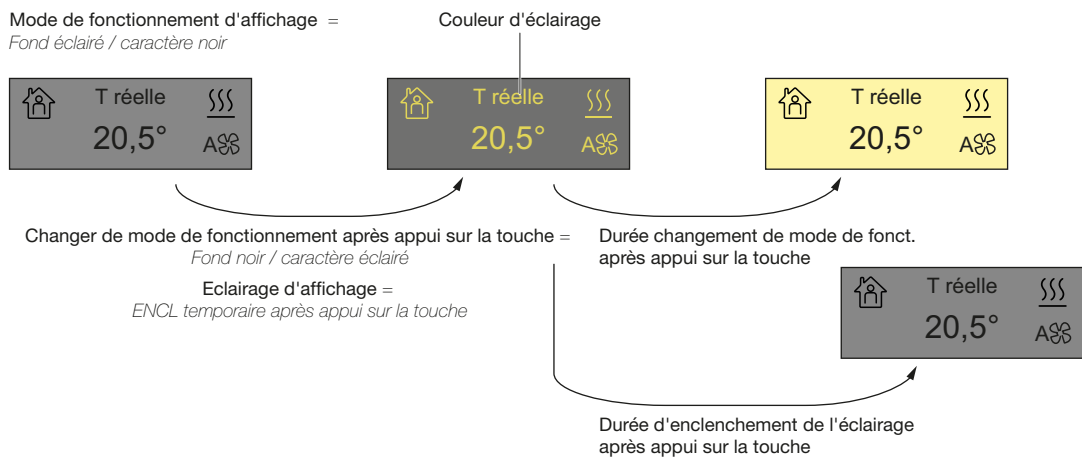 Mode de fonctionnement d'affichage =
Fond éclairé / caractère noir
Couleur d'éclairage
T réelle
20,5°
A
T réelle
20,5°
A
T réelle
20,5°
A
Changer de mode de fonctionnement après appui sur la touche =
Fond noir / caractère éclairé
Eclairage d'affichage =
ENCL temporaire après appui sur la touche
Durée changement de mode de fonct.
après appui sur la touche
T réelle
20,5°
A
Durée d'enclenchement de l'éclairage
après appui sur la touche